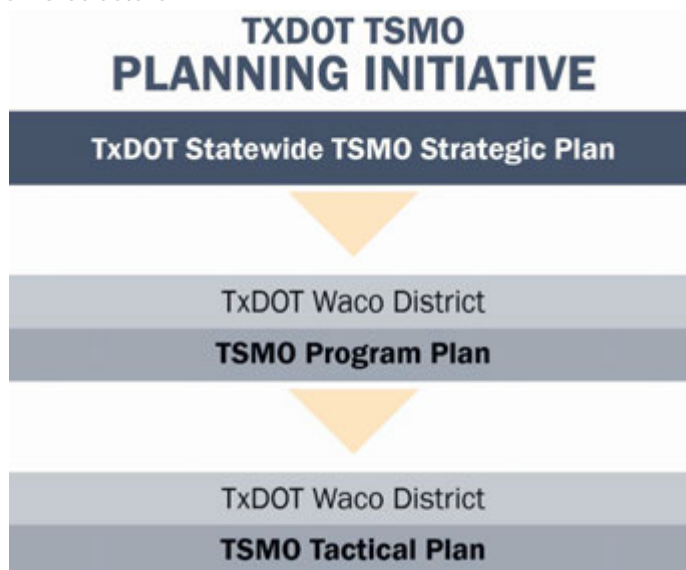 TXDOT TSMO
PLANNING INITIATIVE
TxDOT Statewide TSMO Strategic Plan
TxDOT Waco District
TSMO Program Plan
TxDOT Waco District
TSMO Tactical Plan